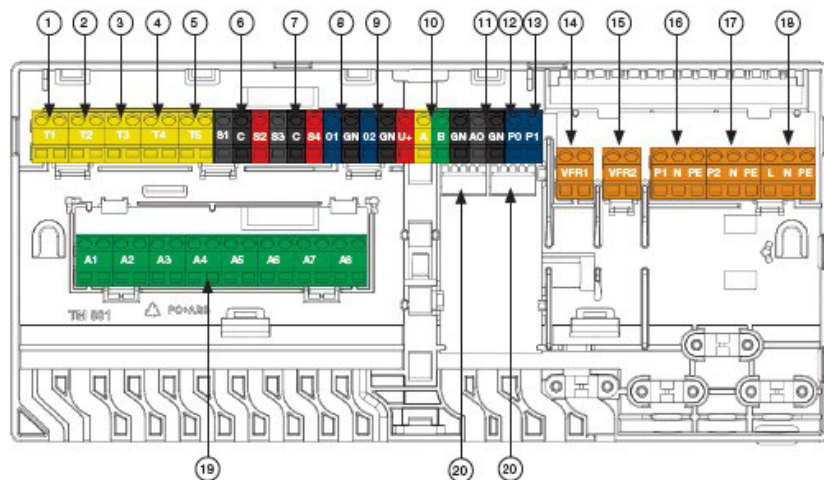 1 2 3 4 5 6 7 8 9 10 11 12 13 14 15 16 17 18
T1 T2 T3 T4 T5 S1 C S2 S3 C S4 O1 GN O2 GN U+ A B GN AO GN P0 P1
VFR1 VFR2 P1 N PE P2 N PE L N PE
A1 A2 A3 A4 A5 A6 A7 A8
19 20 20